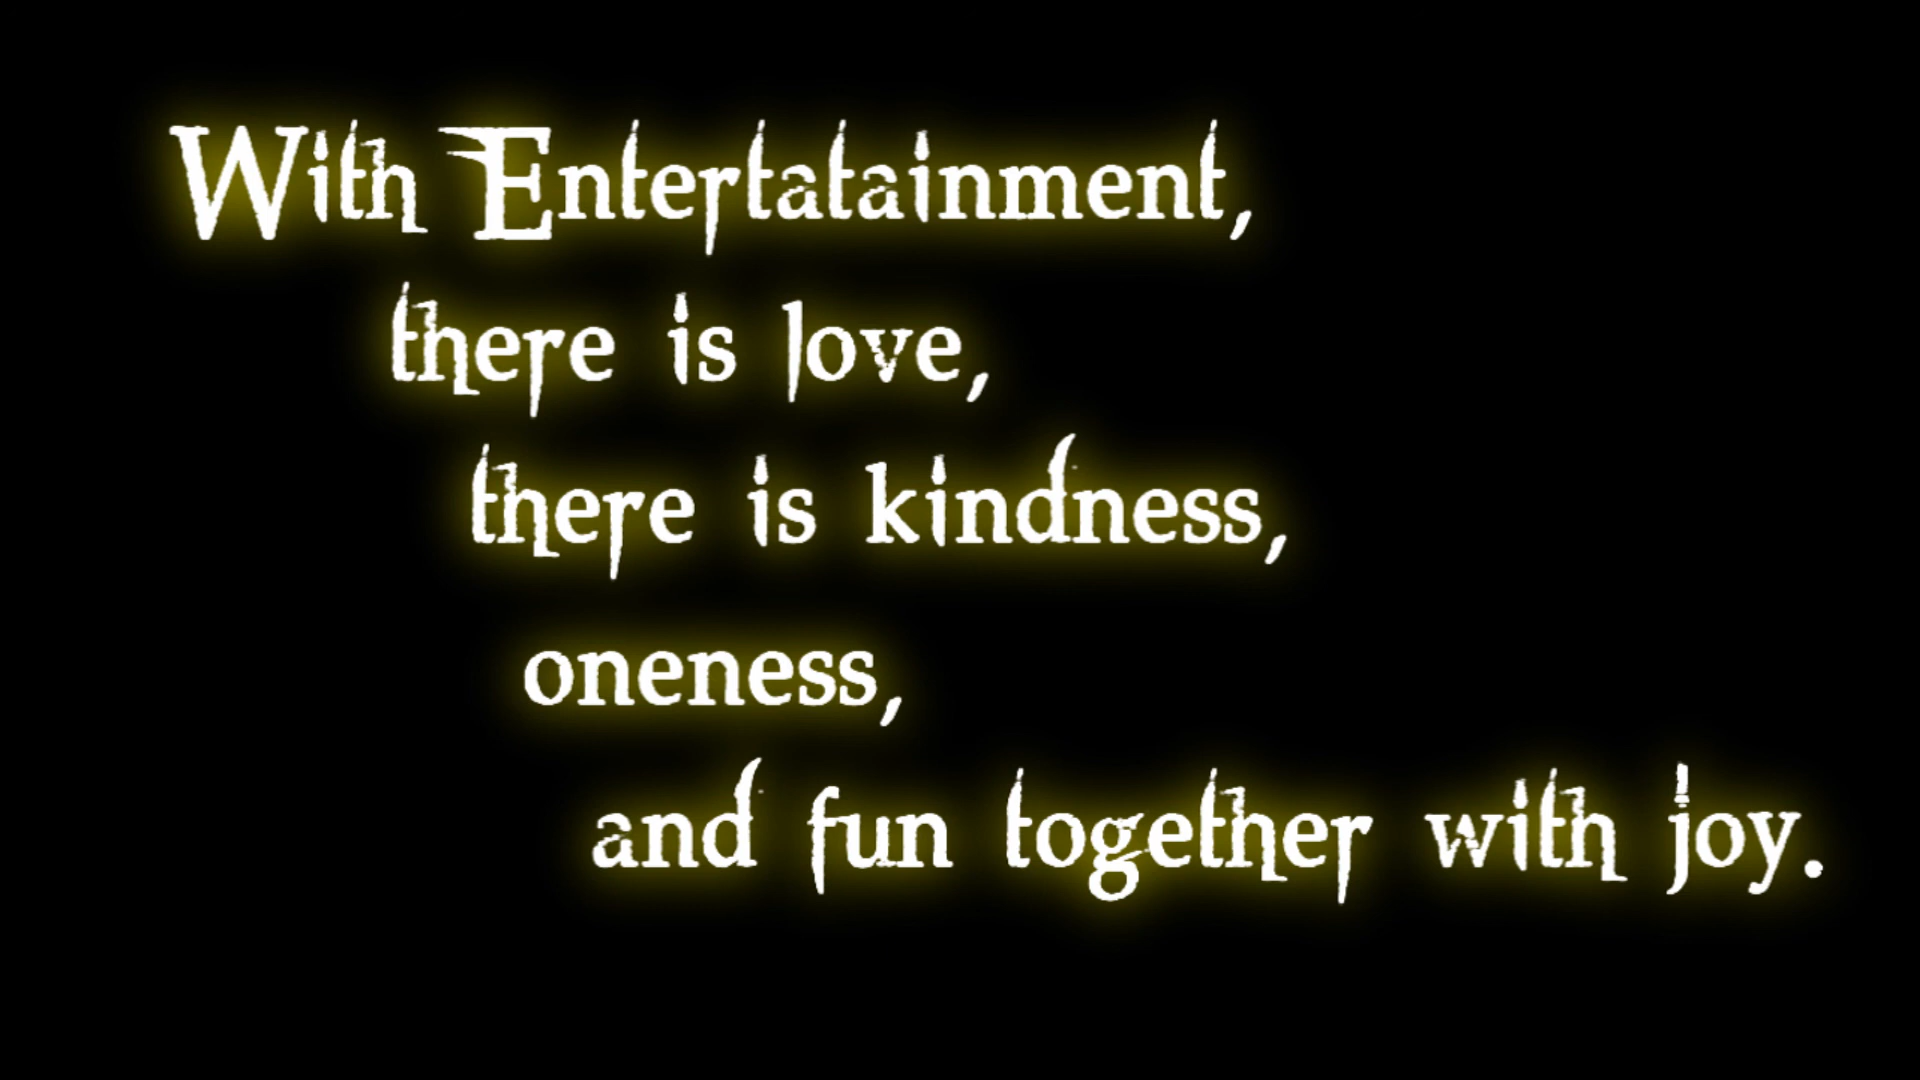 With Entertatainment,
there is love,
there is kindness,
oneness,
and fun together with joy.